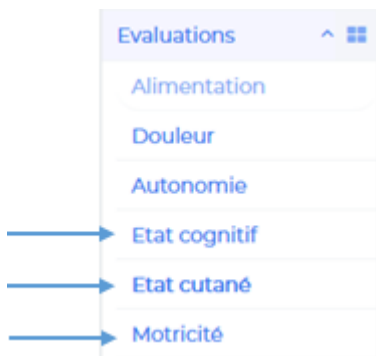 Evaluations
Alimentation
Douleur
Autonomie
Etat cognitif
Etat cutané
Motricité